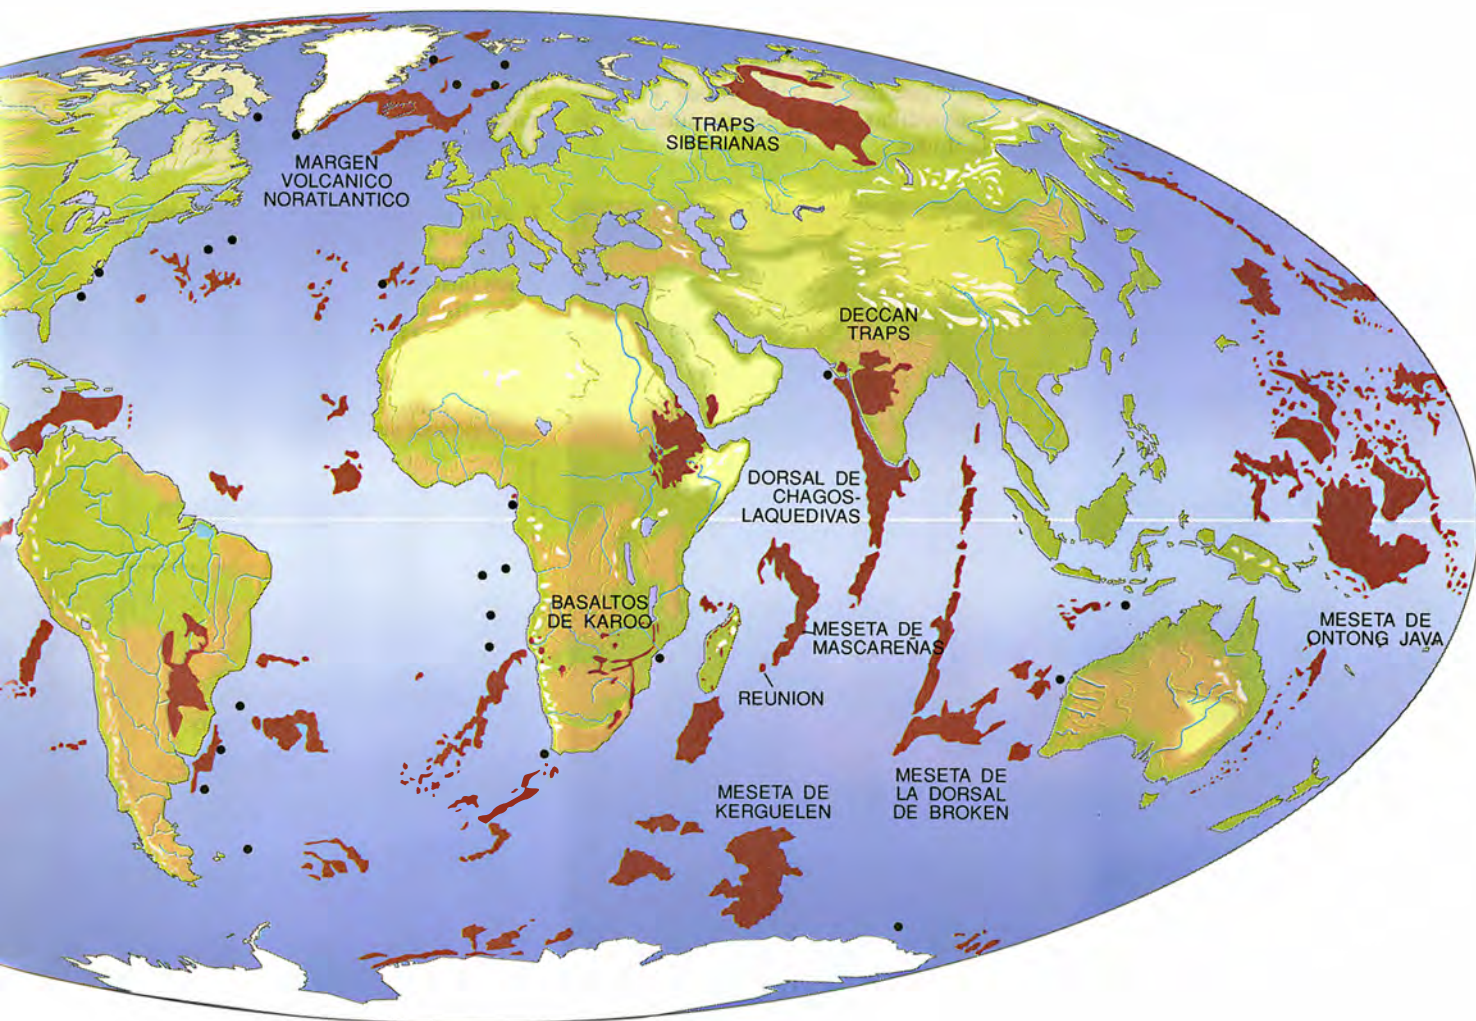 TRAPS
SIBERIANAS
MARGEN
VOLCANICO
NORATLANTICO
DECCAN
TRAPS
DORSAL DE
CHAGOS-
LAQUEDIVAS
BASALTOS
DE KAROO
MESETA DE
MASCAREÑAS
MESETA DE
ONTONG JAVA
REUNION
MESETA DE
KERGUELEN
MESETA DE
LA DORSAL
DE BROKEN